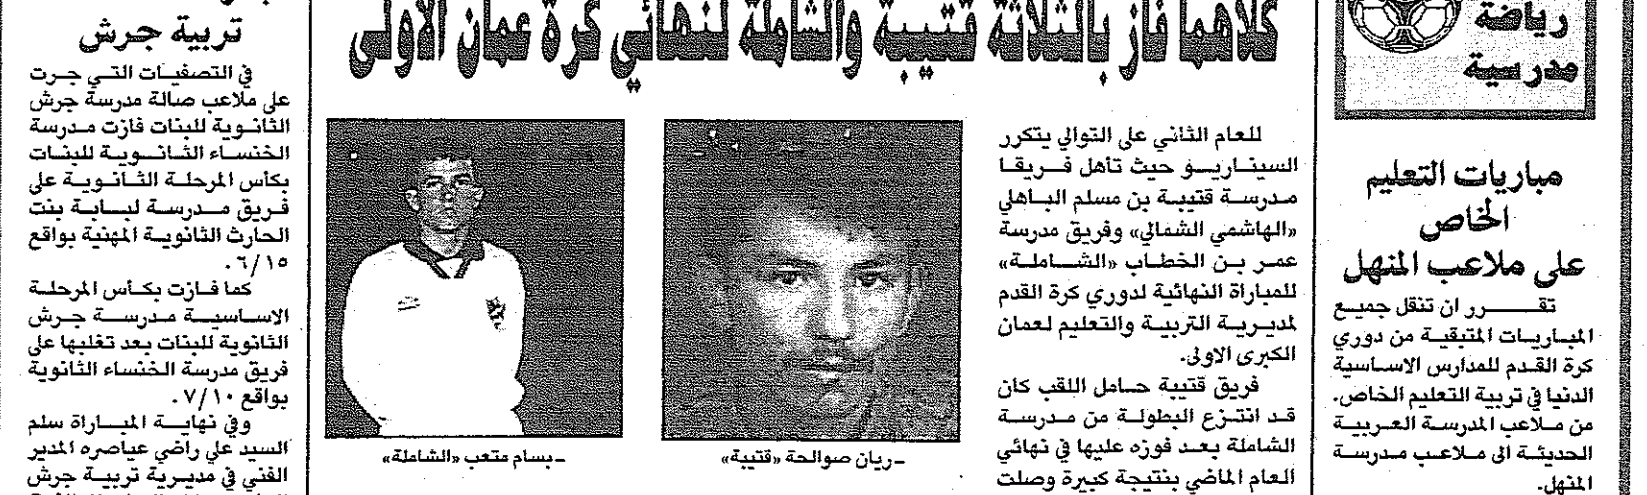 رياضة
مدرسية
مباريات التعليم
الخاص
على ملاعب المنهل
تقــــرر ان تنقل جميع
المباريات المتبقية من دوري
كرة القدم للمدارس الاساسية
الدنيا في تربية التعليم الخاص.
من ملاعب المدرسة العربية
الحديثة الى ملاعب مدرسة
المنهل.
كلاهما فاز بالثلاثة قتيبة والشاملة لنهائي كرة عمان الاولى
للعام الثاني على التوالي يتكرر
السيناريو حيث تأهل فريقا
مدرسة قتيبة بن مسلم الباهلي
«الهاشمي الشمالي» وفريق مدرسة
عمر بن الخطاب «الشاملة»
للمباراة النهائية لدوري كرة القدم
لمديرية التربية والتعليم لعمان
الكبرى الاولى.
فريق قتيبة حامل اللقب كان
قد انتزع البطولة من مدرسة
الشاملة بعد فوزه عليها في نهائي
العام الماضي بنتيجة كبيرة وصلت
ـ ريان صوالحة «قتيبة»
ـ بسام متعب «الشاملة»
تربية جرش
في التصفيات التي جرت
على ملاعب صالة مدرسة جرش
الثانوية للبنات فازت مدرسة
الخنساء الثانوية للبنات
بكأس المرحلة الثانوية على
فريق مدرسة لبابة بنت
الحارث الثانوية المهنية بواقع
٦/١٥.
كما فازت بكأس المرحلة
الاساسية مدرسة جرش
الثانوية للبنات بعد تغلبها على
فريق مدرسة الخنساء الثانوية
بواقع ٧/١٠.
وفي نهاية المباراة سلم
السيد علي راضي عياصره المدير
الفني في مديرية تربية جرش